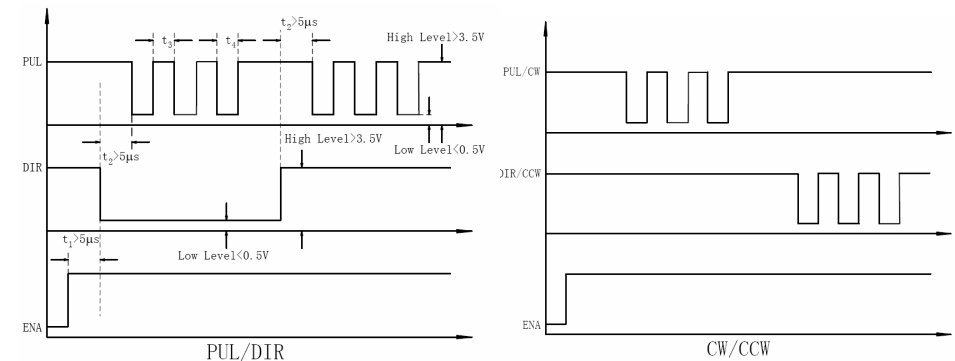 t₂>5μs
High Level>3.5V
t₃
t₄
PUL
High Level>3.5V
Low Level<0.5V
t₂>5μs
DIR
t₁>5μs
Low Level<0.5V
ENA
PUL/DIR
PUL/CW
DIR/CCW
ENA
CW/CCW